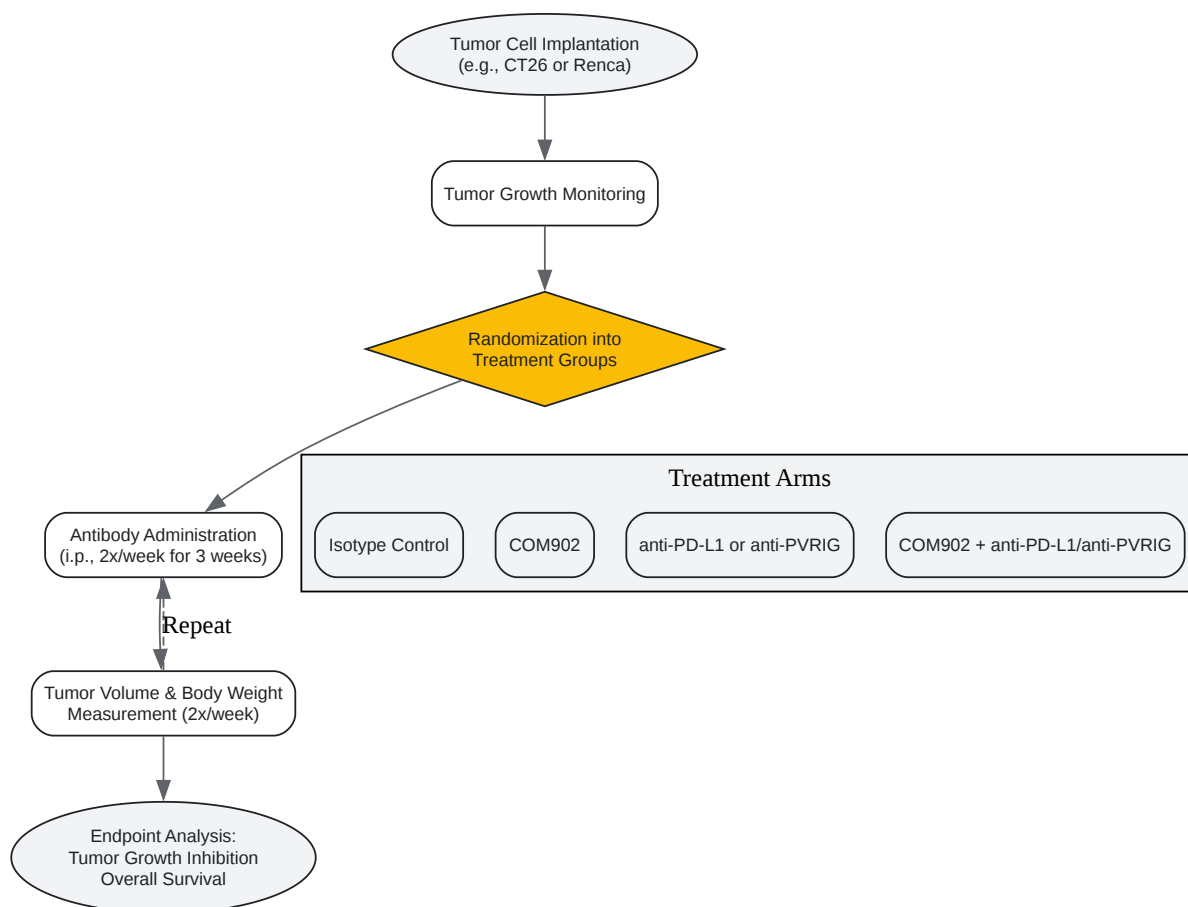 Tumor Cell Implantation
(e.g., CT26 or Renca)
Tumor Growth Monitoring
Randomization into
Treatment Groups
Treatment Arms
Antibody Administration
(i.p., 2x/week for 3 weeks)
Isotype Control
COM902
anti-PD-L1 or anti-PVRIG
COM902 + anti-PD-L1/anti-PVRIG
Repeat
Tumor Volume & Body Weight
Measurement (2x/week)
Endpoint Analysis:
Tumor Growth Inhibition
Overall Survival